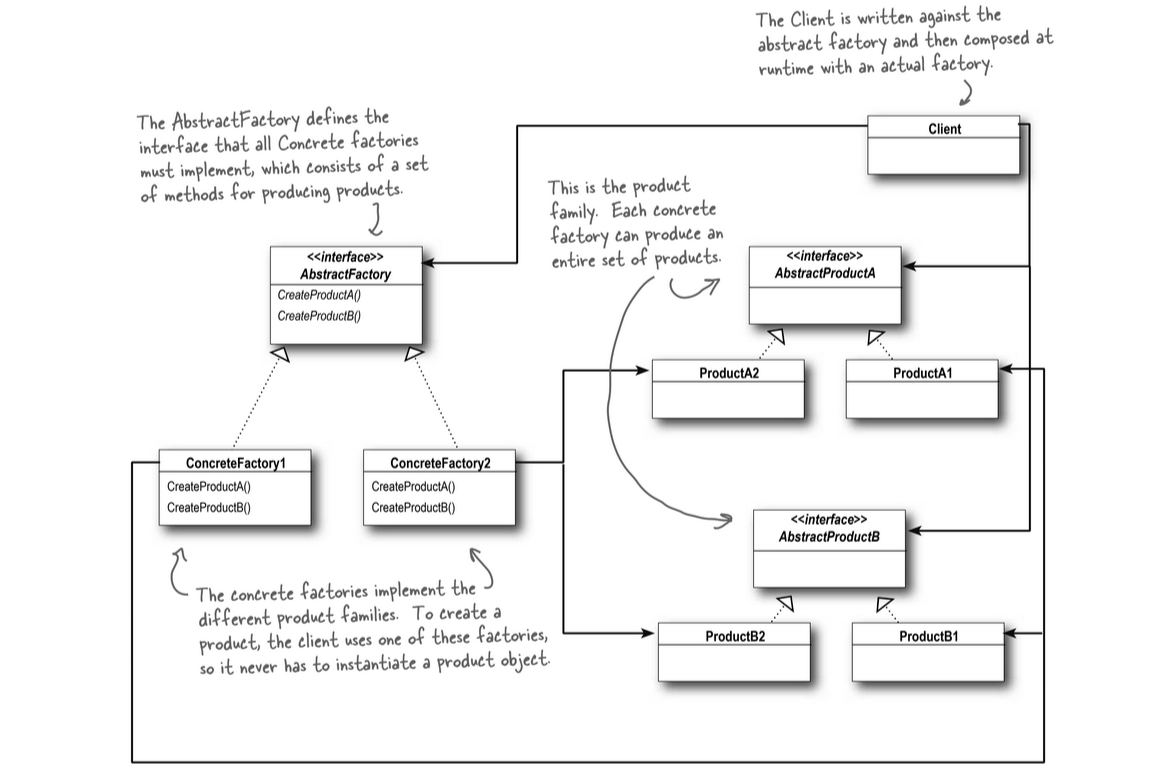 The Client is written against the
abstract factory and then composed at
runtime with an actual factory.
The AbstractFactory defines the
interface that all Concrete factories
must implement, which consists of a set
of methods for producing products.
Client
This is the product
family. Each concrete
factory can produce an
entire set of products.
<<interface>>
AbstractFactory
CreateProductA()
CreateProductB()
<<interface>>
AbstractProductA
ProductA2
ProductA1
ConcreteFactory1
CreateProductA()
CreateProductB()
ConcreteFactory2
CreateProductA()
CreateProductB()
<<interface>>
AbstractProductB
The concrete factories implement the
different product families. To create a
product, the client uses one of these factories,
so it never has to instantiate a product object.
ProductB2
ProductB1